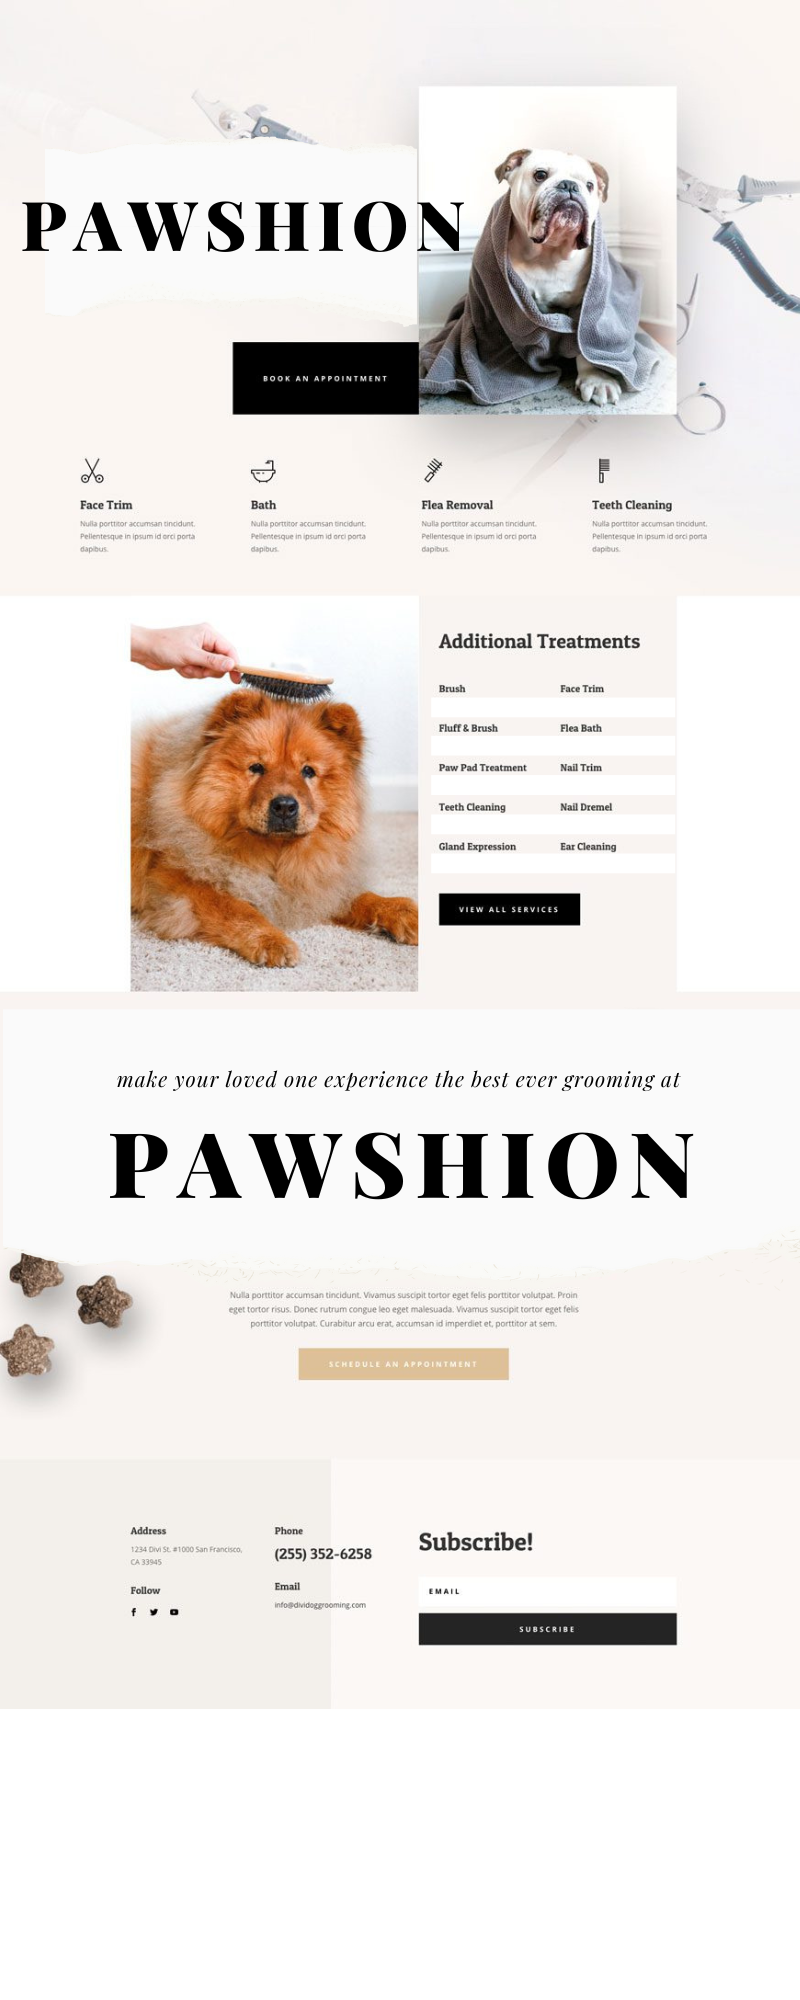 PAWSHION
BOOK AN APPOINTMENT
Face Trim
Nulla porttitor accumsan tincidunt.
Pellentesque in ipsum id orci porta
dapibus.
Bath
Nulla porttitor accumsan tincidunt.
Pellentesque in ipsum id orci porta
dapibus.
Flea Removal
Nulla porttitor accumsan tincidunt.
Pellentesque in ipsum id orci porta
dapibus.
Teeth Cleaning
Nulla porttitor accumsan tincidunt.
Pellentesque in ipsum id orci porta
dapibus.
Additional Treatments
Brush
Face Trim
Fluff & Brush
Flea Bath
Paw Pad Treatment
Nail Trim
Teeth Cleaning
Nail Dremel
Gland Expression
Ear Cleaning
VIEW ALL SERVICES
make your loved one experience the best ever grooming at
PAWSHION
Nulla porttitor accumsan tincidunt. Vivamus suscipit tortor eget felis porttitor volutpat. Proin
eget tortor risus. Donec rutrum congue leo eget malesuada. Vivamus suscipit tortor eget felis
porttitor volutpat. Curabitur arcu erat, accumsan id imperdiet et, porttitor at sem.
SCHEDULE AN APPOINTMENT
Address
1234 Divi St. #1000 San Francisco,
CA 33945
Follow
Phone
(255) 352-6258
Email
info@dividoggrooming.com
Subscribe!
EMAIL
SUBSCRIBE